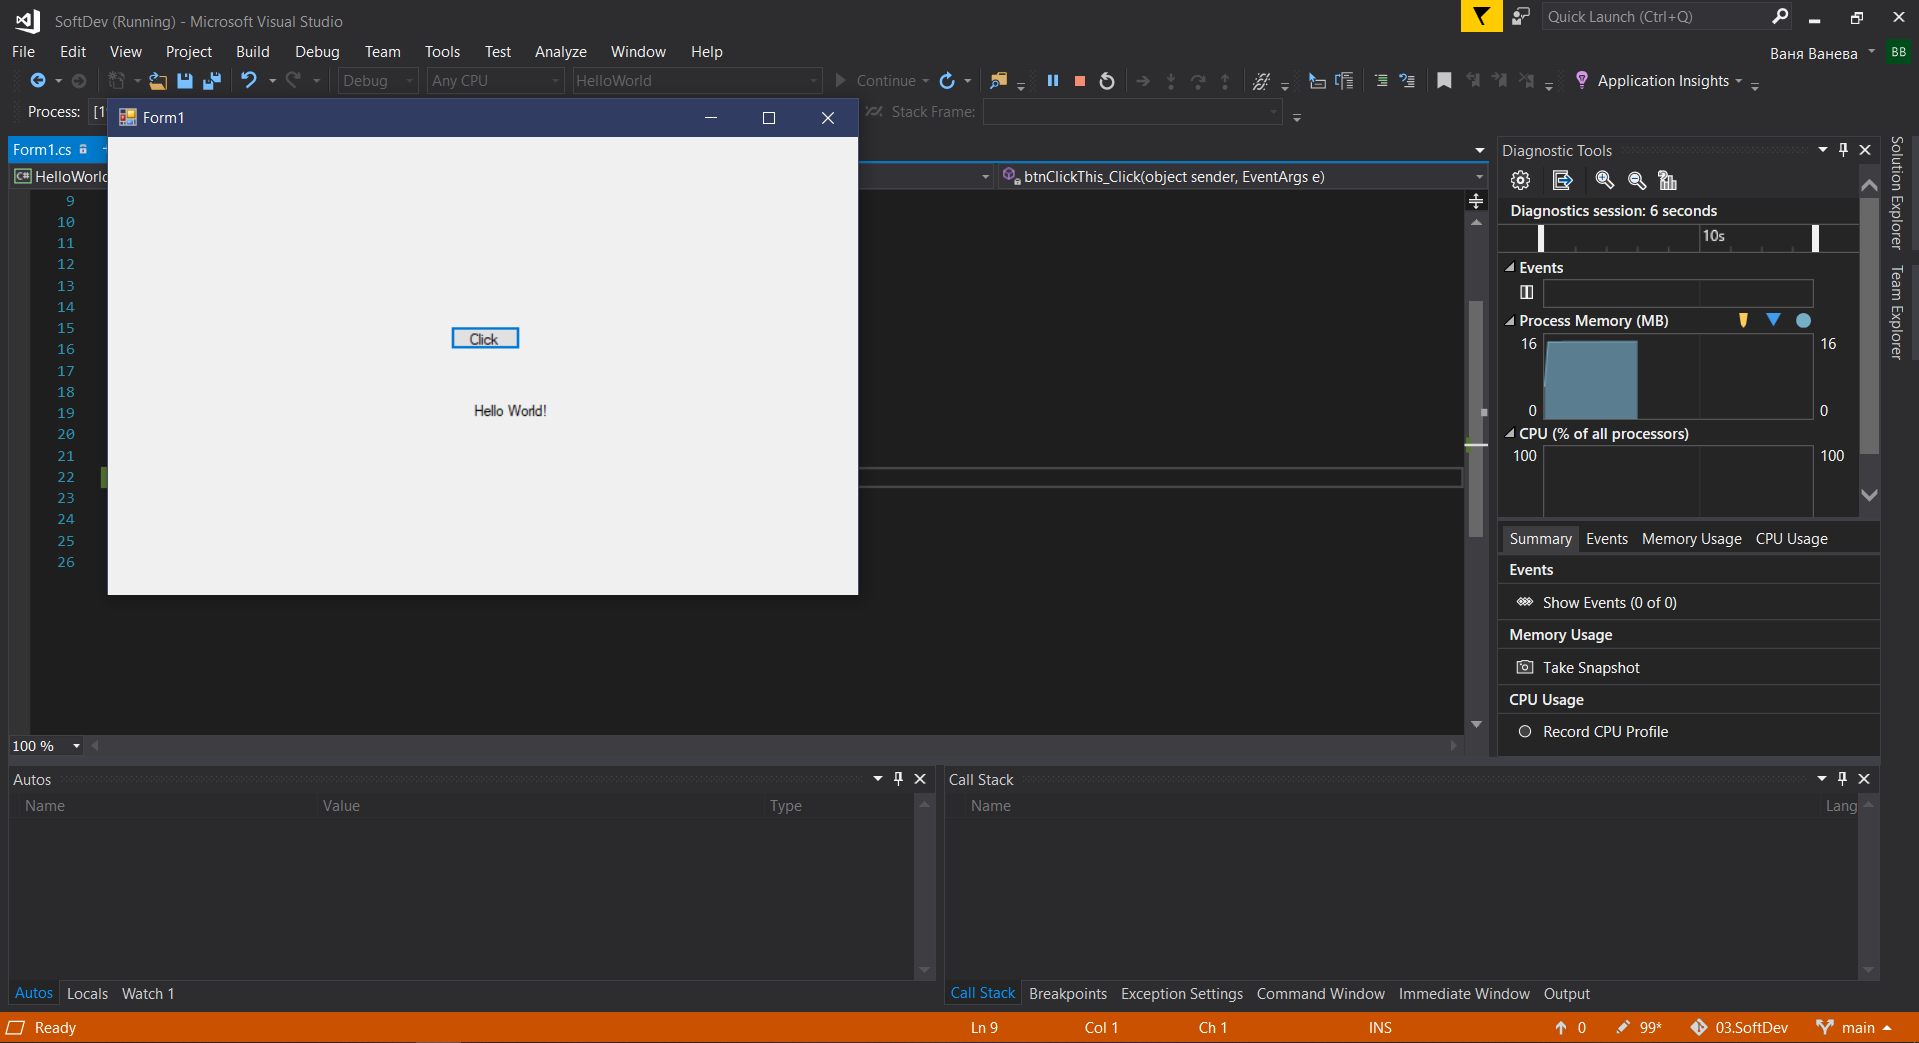 SoftDev (Running) - Microsoft Visual Studio
Quick Launch (Ctrl+Q)
File Edit View Project Build Debug Team Tools Test Analyze Window Help
Ваня Ванева BB
Debug Any CPU HelloWorld Continue Application Insights
Process: [1 Stack Frame:
Form1
Form1.cs
HelloWorld btnClickThis_Click(object sender, EventArgs e)
9
10
11
12
13
14
15
16
17
18
19
20
21
22
23
24
25
26
Click
Hello World!
100 %
Diagnostic Tools
Diagnostics session: 6 seconds
10s
Events
Process Memory (MB)
16 16
0 0
CPU (% of all processors)
100 100
Summary Events Memory Usage CPU Usage
Events
Show Events (0 of 0)
Memory Usage
Take Snapshot
CPU Usage
Record CPU Profile
Solution Explorer
Team Explorer
Autos
Name Value Type
Autos Locals Watch 1
Call Stack
Name Lang
Call Stack Breakpoints Exception Settings Command Window Immediate Window Output
Ready Ln 9 Col 1 Ch 1 INS 0 99* 03.SoftDev main